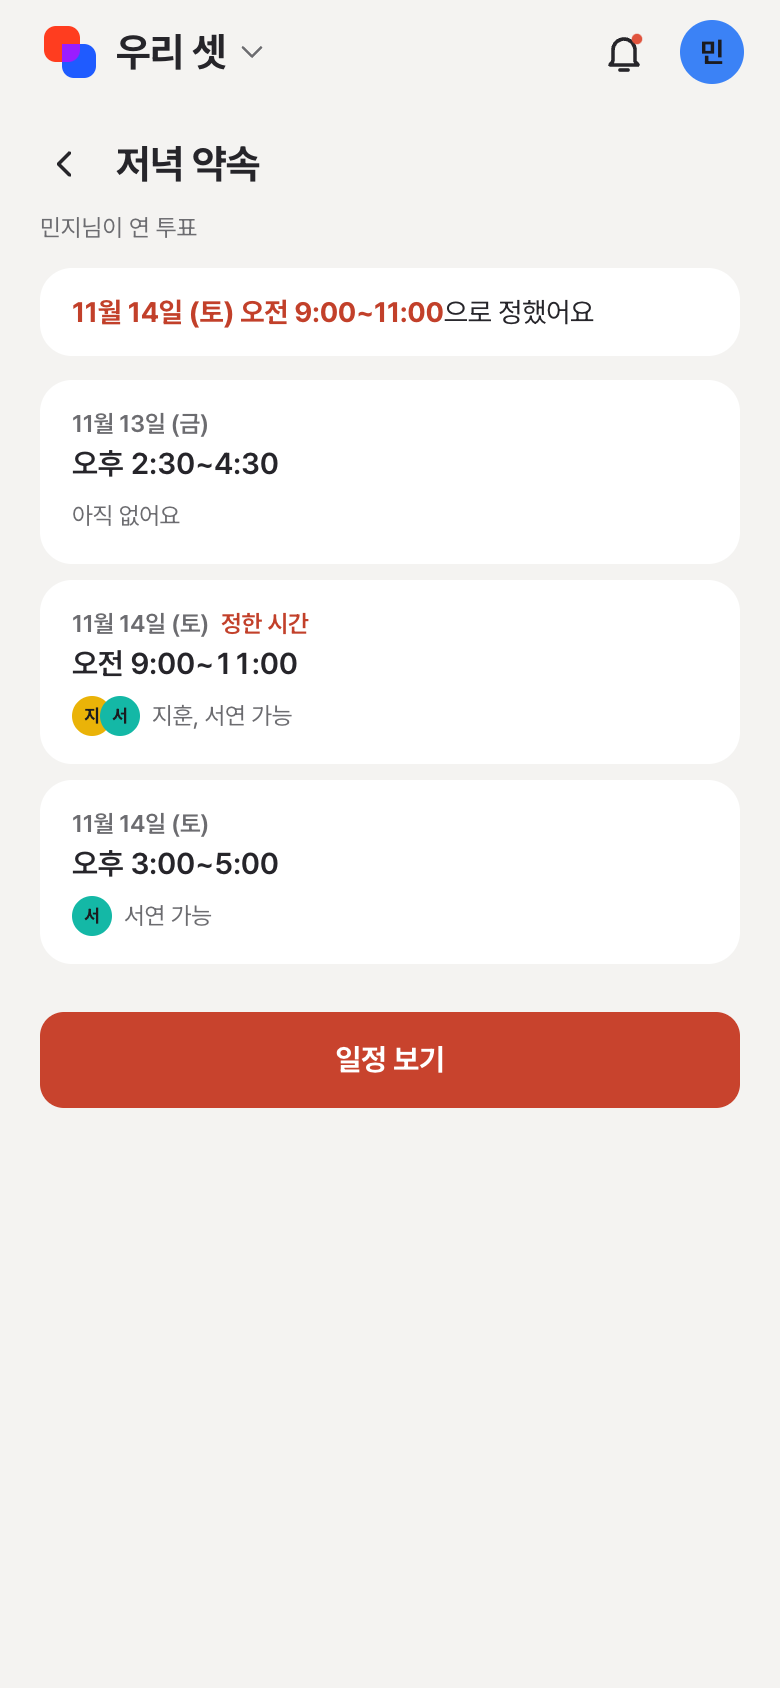 우리 셋
민
저녁 약속
민지님이 연 투표
11월 14일 (토) 오전 9:00~11:00으로 정했어요
11월 13일 (금)
오후 2:30~4:30
아직 없어요
11월 14일 (토) 정한 시간
오전 9:00~11:00
지 서 지훈, 서연 가능
11월 14일 (토)
오후 3:00~5:00
서 서연 가능
일정 보기